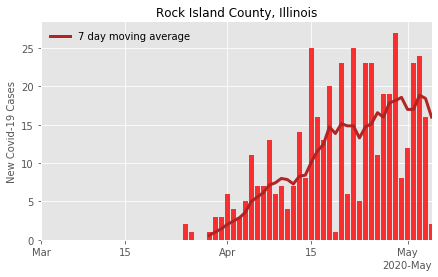 Rock Island County, Illinois
7 day moving average
New Covid-19 Cases
25
20
15
10
5
0
Mar
15
Apr
15
May
2020-May